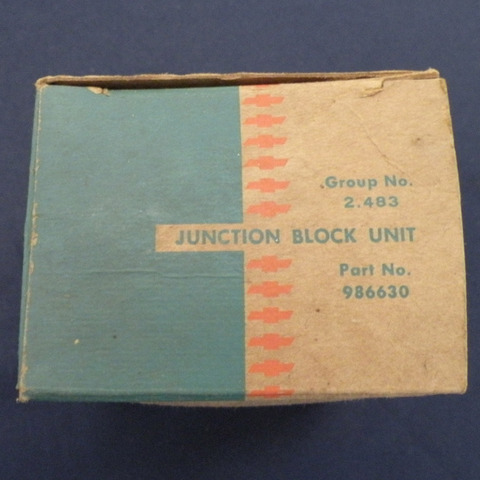 Group No.
2.483
JUNCTION BLOCK UNIT
Part No.
986630